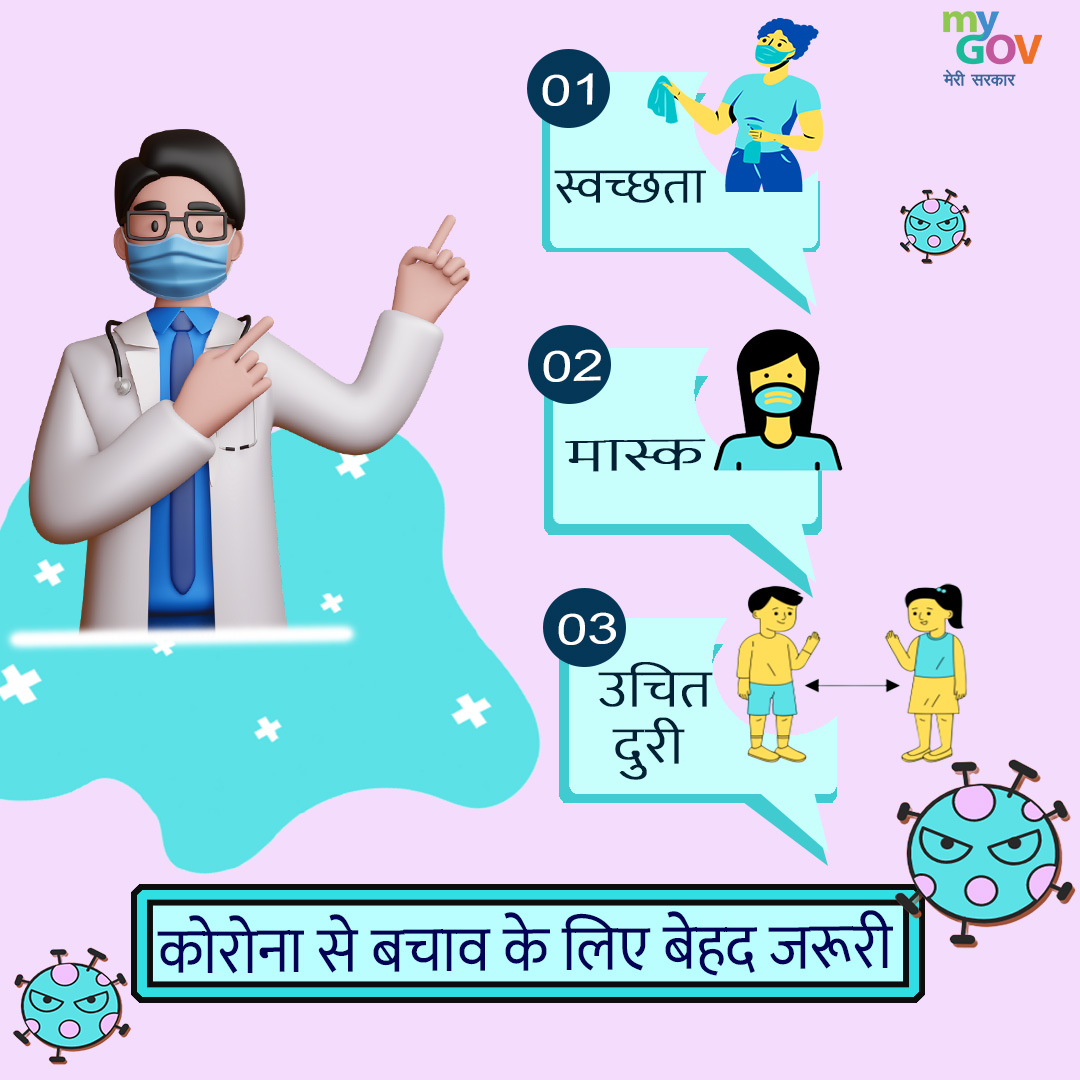 my
GOV
मेरी सरकार
01
स्वच्छता
02
मास्क
03
उचित
दुरी
कोरोना से बचाव के लिए बेहद जरूरी